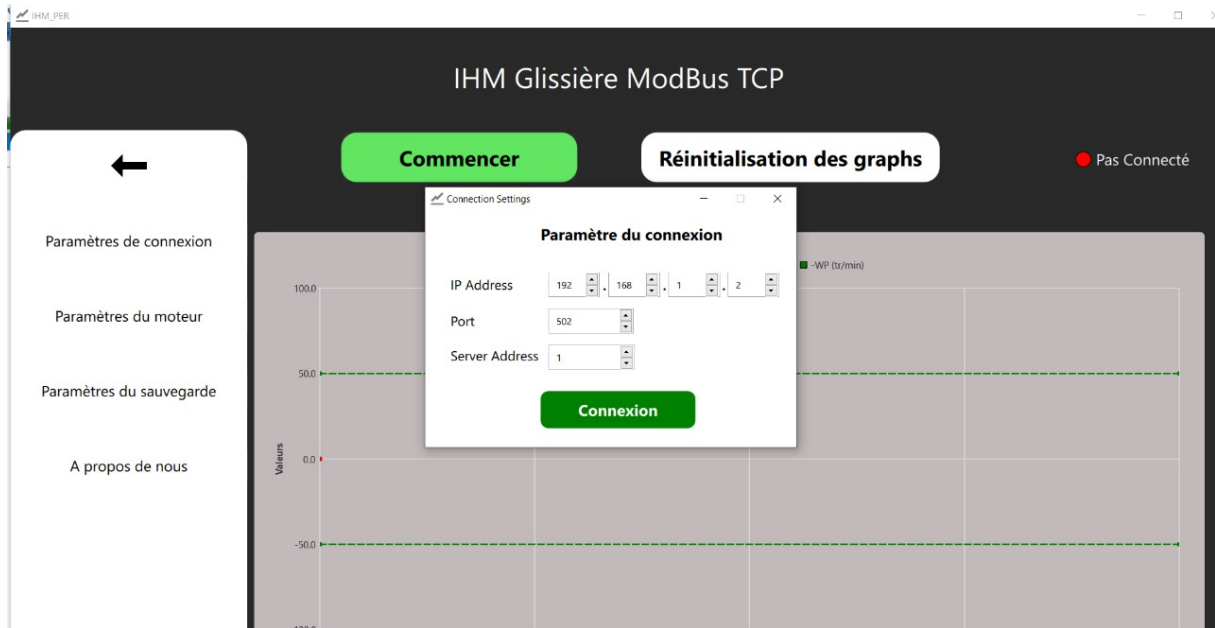 IHM_PER
IHM Glissière ModBus TCP
Commencer
Réinitialisation des graphs
Pas Connecté
Paramètres de connexion
Paramètres du moteur
Paramètres du sauvegarde
A propos de nous
Connection Settings
Paramètre du connexion
IP Address 192 . 168 . 1 . 2
Port 502
Server Address 1
Connexion
-WP (tr/min)
Valeurs
100.0
50.0
0.0
-50.0